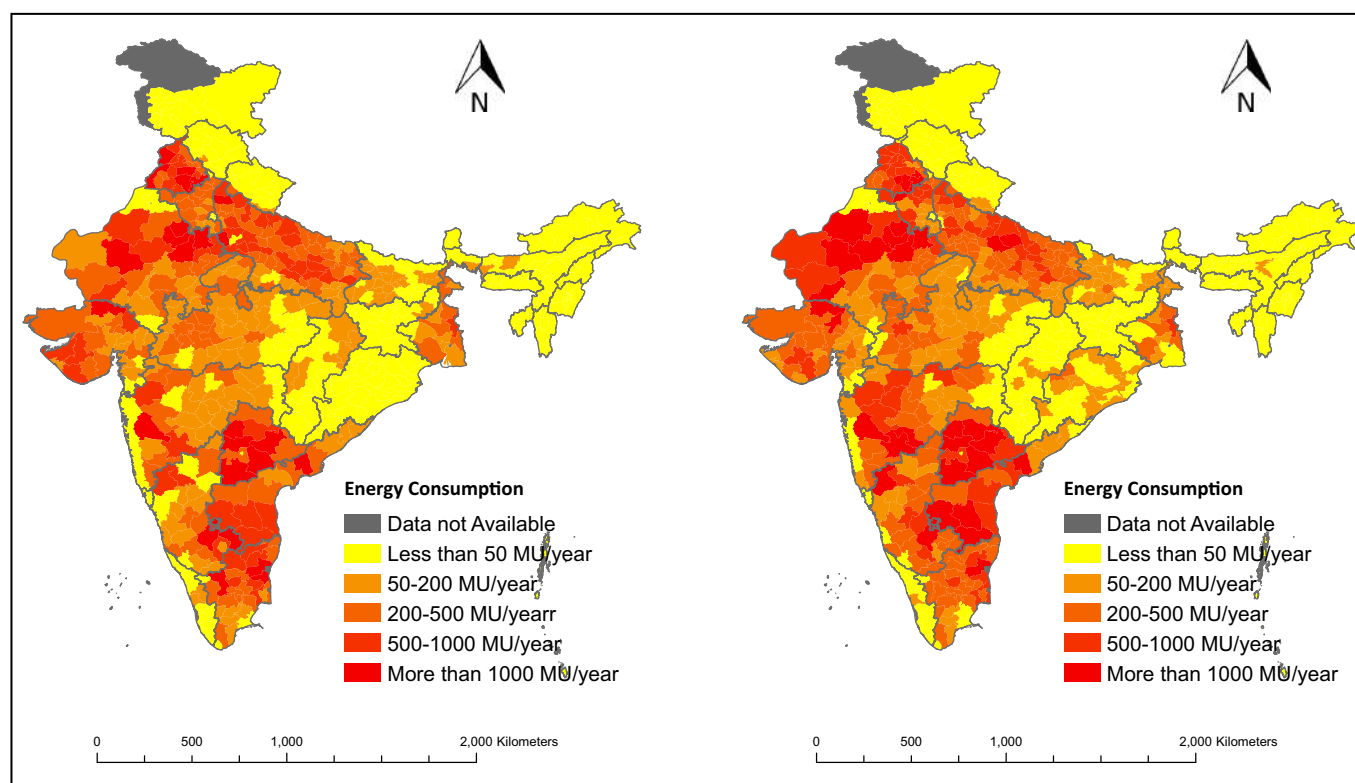 N
Energy Consumption
Data not Available
Less than 50 MU/year
50-200 MU/year
200-500 MU/yearr
500-1000 MU/year
More than 1000 MU/year
0 500 1,000 2,000 Kilometers
N
Energy Consumption
Data not Available
Less than 50 MU/year
50-200 MU/year
200-500 MU/year
500-1000 MU/year
More than 1000 MU/year
0 500 1,000 2,000 Kilometers